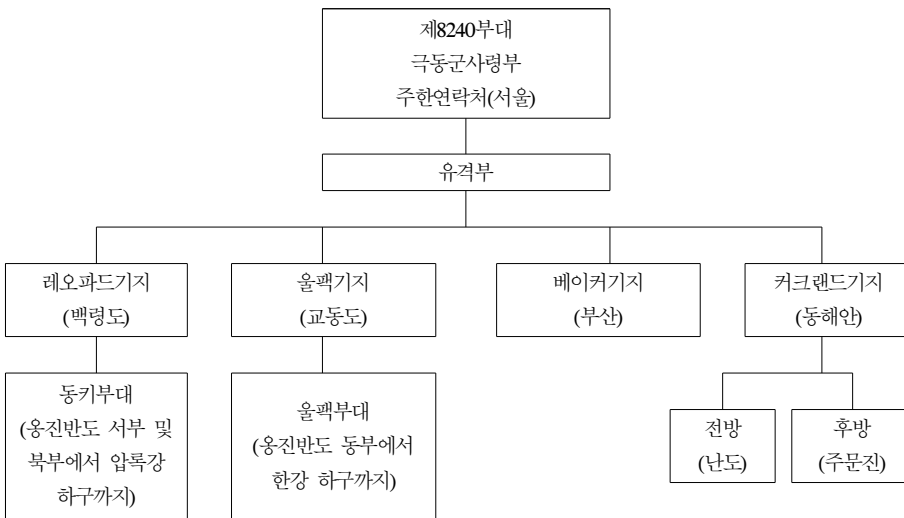 제8240부대
극동군사령부
주한연락처(서울)
유격부
레오파드기지
(백령도)
울팩기지
(교동도)
베이커기지
(부산)
커크랜드기지
(동해안)
동키부대
(옹진반도 서부 및
북부에서 압록강
하구까지)
울팩부대
(옹진반도 동부에서
한강 하구까지)
전방
(난도)
후방
(주문진)